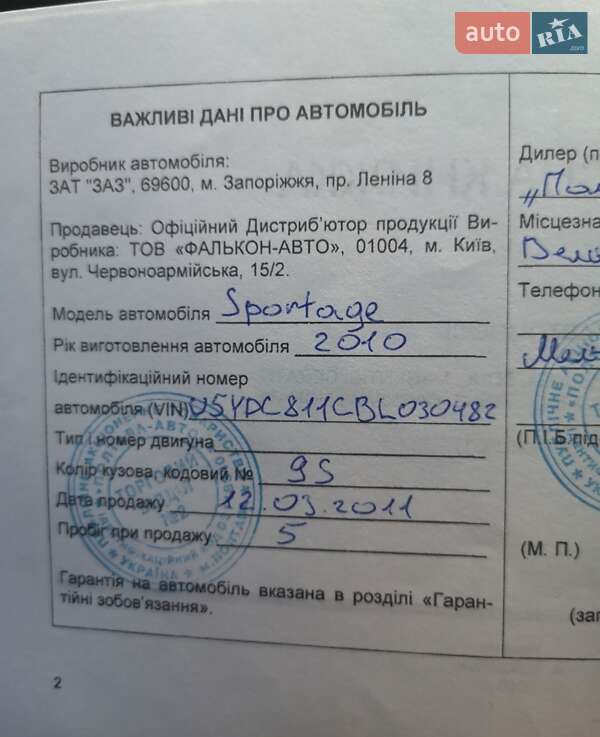 auto RIA .com
ВАЖЛИВІ ДАНІ ПРО АВТОМОБІЛЬ
Виробник автомобіля:
ЗАТ "ЗАЗ", 69600, м. Запоріжжя, пр. Леніна 8
Продавець: Офіційний Дистриб'ютор продукції Ви-
робника: ТОВ «ФАЛЬКОН-АВТО», 01004, м. Київ,
вул. Червоноармійська, 15/2.
Модель автомобіля Sportage
Рік виготовлення автомобіля 2010
Ідентифікаційний номер
автомобіля (VIN) U5YDC811CBL030482
Тип і номер двигуна
Колір кузова, кодовий № 9S
Дата продажу 12.03.2011
Пробіг при продажу 5
Гарантія на автомобіль вказана в розділі «Гаран-
тійні зобов'язання».
2
Дилер (п
Місцезна
Телефон
(П.І.Б. під
(М. П.)
(заг